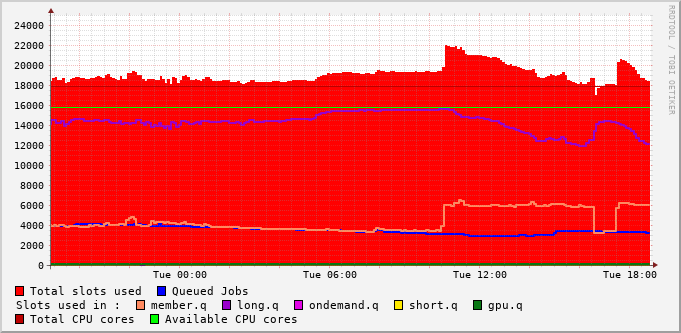 24000
22000
20000
18000
16000
14000
12000
10000
8000
6000
4000
2000
0
Tue 00:00 Tue 06:00 Tue 12:00 Tue 18:00
Total slots used Queued Jobs
Slots used in : member.q long.q ondemand.q short.q gpu.q
Total CPU cores Available CPU cores
RRDTOOL / TOBI OETIKER